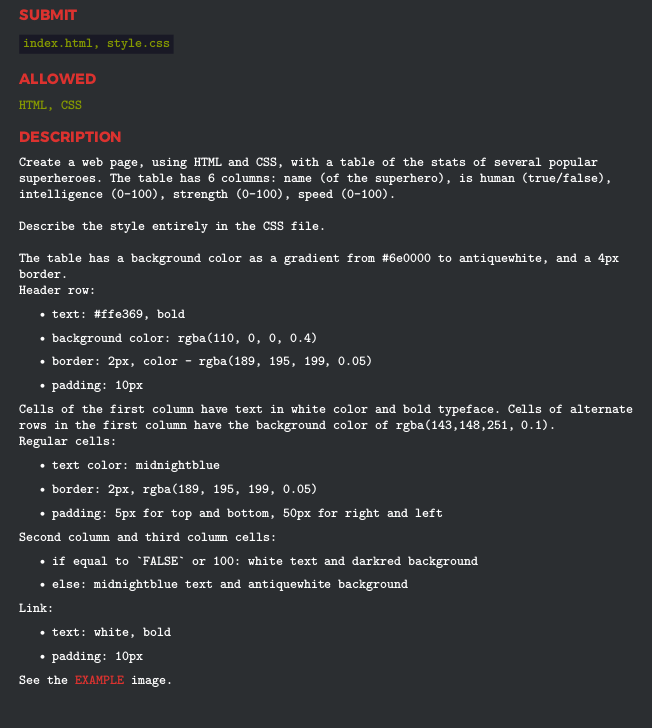 SUBMIT
index.html, style.css
ALLOWED
HTML, CSS
DESCRIPTION
Create a web page, using HTML and CSS, with a table of the stats of several popular
superheroes. The table has 6 columns: name (of the superhero), is human (true/false),
intelligence (0-100), strength (0-100), speed (0-100).
Describe the style entirely in the CSS file.
The table has a background color as a gradient from #6e0000 to antiquewhite, and a 4px
border.
Header row:
• text: #ffe369, bold
• background color: rgba(110, 0, 0, 0.4)
• border: 2px, color - rgba(189, 195, 199, 0.05)
• padding: 10px
Cells of the first column have text in white color and bold typeface. Cells of alternate
rows in the first column have the background color of rgba(143,148,251, 0.1).
Regular cells:
• text color: midnightblue
• border: 2px, rgba(189, 195, 199, 0.05)
• padding: 5px for top and bottom, 50px for right and left
Second column and third column cells:
• if equal to `FALSE` or 100: white text and darkred background
• else: midnightblue text and antiquewhite background
Link:
• text: white, bold
• padding: 10px
See the EXAMPLE image.